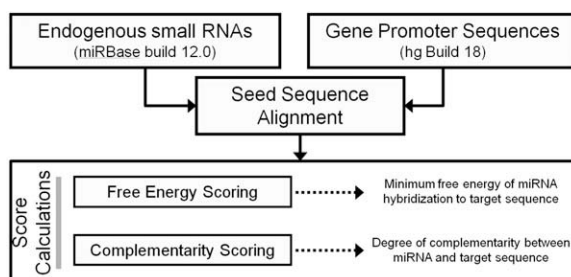 Endogenous small RNAs
(miRBase build 12.0)
Gene Promoter Sequences
(hg Build 18)
Seed Sequence
Alignment
Score
Calculations
Free Energy Scoring
Minimum free energy of miRNA
hybridization to target sequence
Complementarity Scoring
Degree of complementarity between
miRNA and target sequence